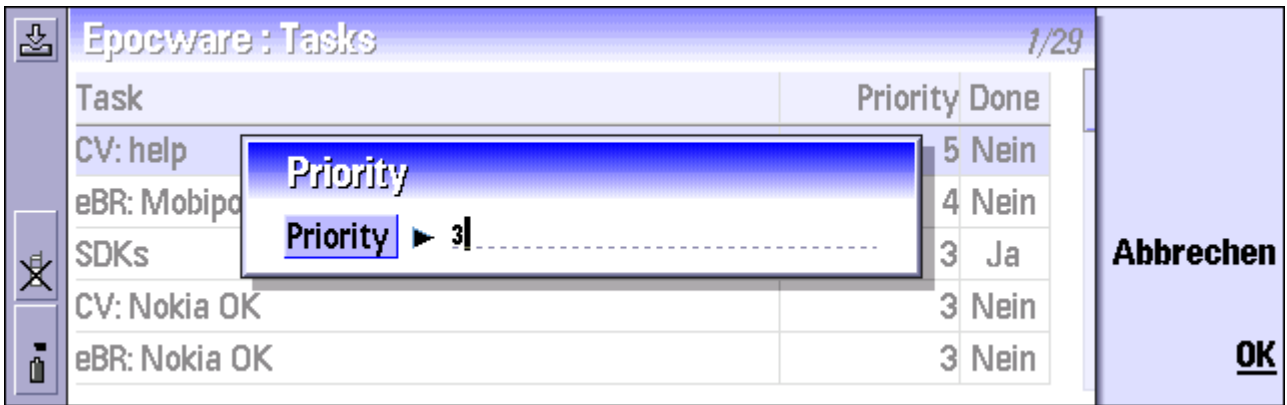 Epocware : Tasks 1/29
Task Priority Done
CV: help 5 Nein
eBR: Mobipo 4 Nein
SDKs 3 Ja
CV: Nokia OK 3 Nein
eBR: Nokia OK 3 Nein
Priority
Priority 3
Abbrechen
OK